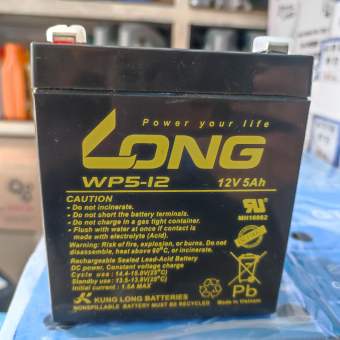 Power your life
LONG
WP5-12
12V 5Ah
CAUTION
• Do not incinerate.
• Do not short the battery terminals.
• Do not charge in a gas tight container.
• Flush with water at once if contact is
made with electrolyte (Acid).
Warning: Risk of fire, explosion, or burns. Do not
disassemble, heat above 60°C, or incinerate.
Rechargeable Sealed Lead-Acid Battery
DC power, Constant voltage charge
Cycle use : 14.4-15.0V(25°C)
Standby use : 13.5-13.8V(25°C)
Initial current : 1.5A MAX
MH16982
Pb
KUNG LONG BATTERIES
Made in Vietnam
NONSPILLABLE BATTERY MUST BE RECYCLED